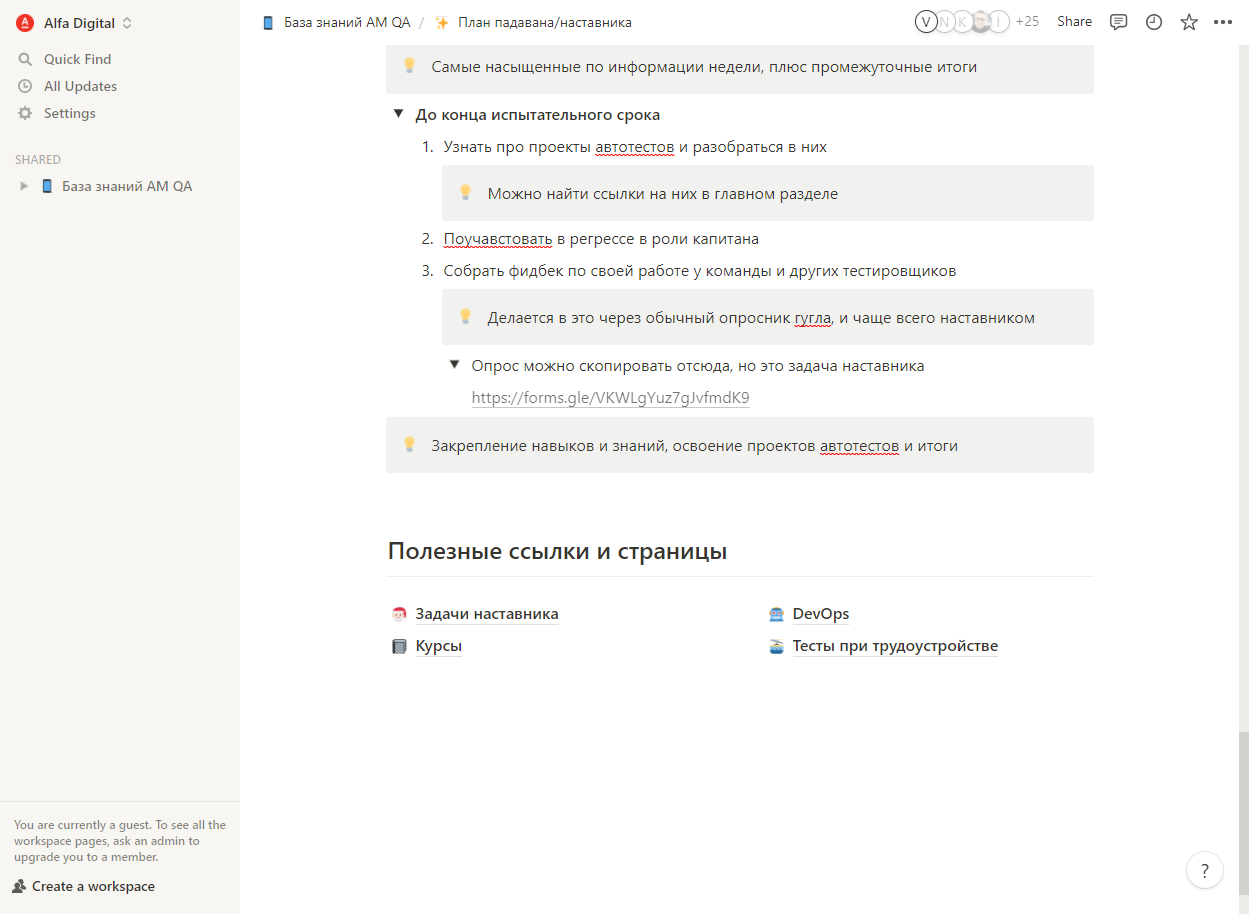 Alfa Digital
Quick Find
All Updates
Settings
SHARED
База знаний AM QA
You are currently a guest. To see all the
workspace pages, ask an admin to
upgrade you to a member.
Create a workspace
База знаний AM QA / План падавана/наставника
V N K I +25 Share
Самые насыщенные по информации недели, плюс промежуточные итоги
До конца испытательного срока
1. Узнать про проекты автотестов и разобраться в них
Можно найти ссылки на них в главном разделе
2. Поучавстовать в регрессе в роли капитана
3. Собрать фидбек по своей работе у команды и других тестировщиков
Делается в это через обычный опросник гугла, и чаще всего наставником
Опрос можно скопировать отсюда, но это задача наставника
https://forms.gle/VKWLgYuz7gJvfmdK9
Закрепление навыков и знаний, освоение проектов автотестов и итоги
Полезные ссылки и страницы
Задачи наставника
Курсы
DevOps
Тесты при трудоустройстве
?